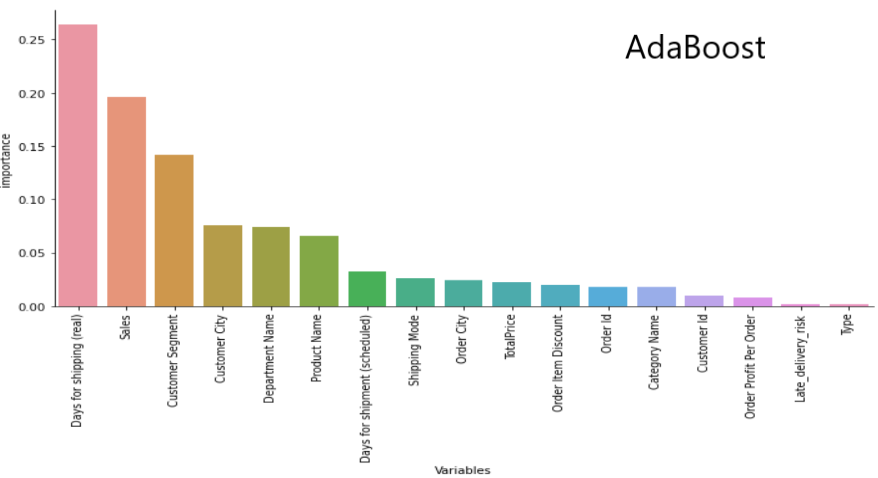 AdaBoost
importance
0.25
0.20
0.15
0.10
0.05
0.00
Days for shipping (real)
Sales
Customer Segment
Customer City
Department Name
Product Name
Days for shipment (scheduled)
Shipping Mode
Order City
TotalPrice
Order Item Discount
Order Id
Category Name
Customer Id
Order Profit Per Order
Late_delivery_risk
Type
Variables